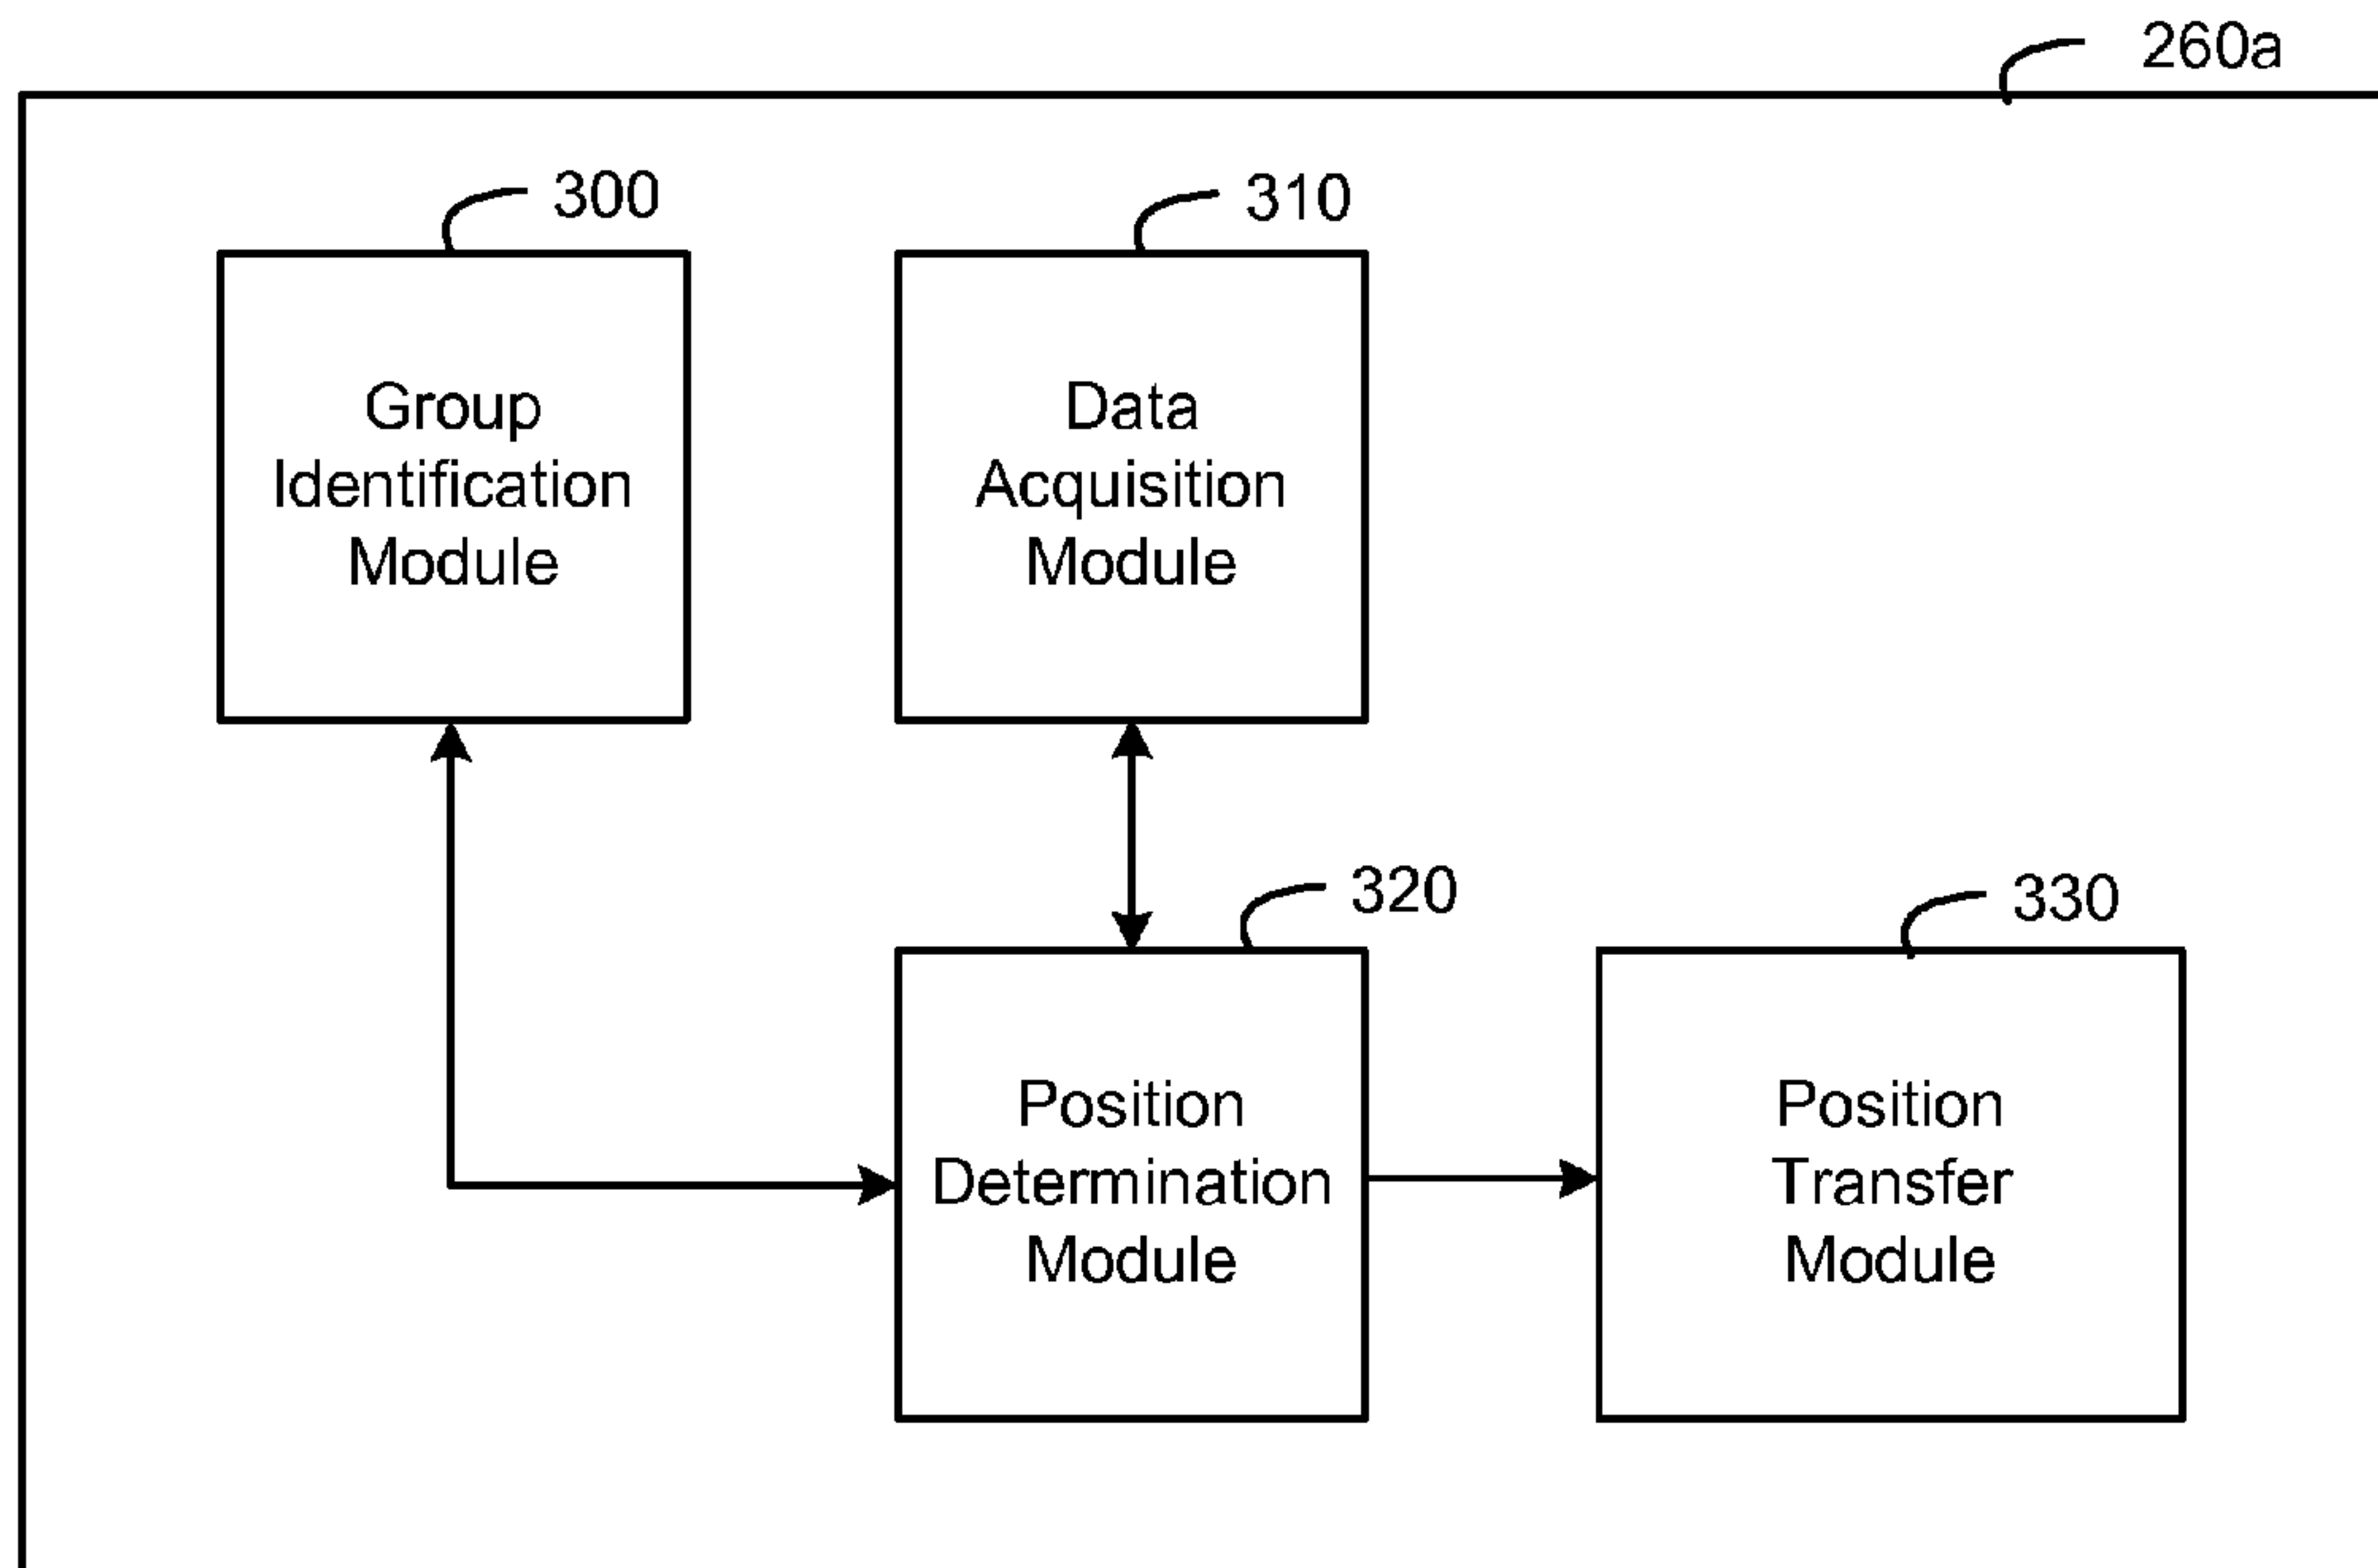 260a
300
310
Group
Identification
Module
Data
Acquisition
Module
320
330
Position
Determination
Module
Position
Transfer
Module